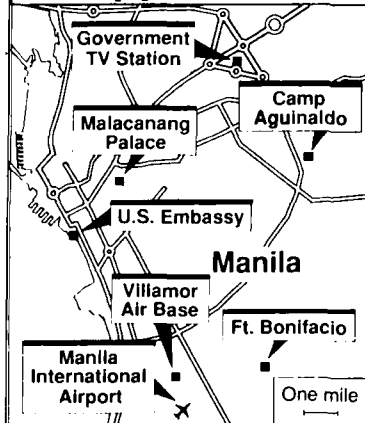 Government
TV Station
Camp
Aguinaldo
Malacanang
Palace
U.S. Embassy
Manila
Villamor
Air Base
Ft. Bonifacio
Manila
International
Airport
One mile